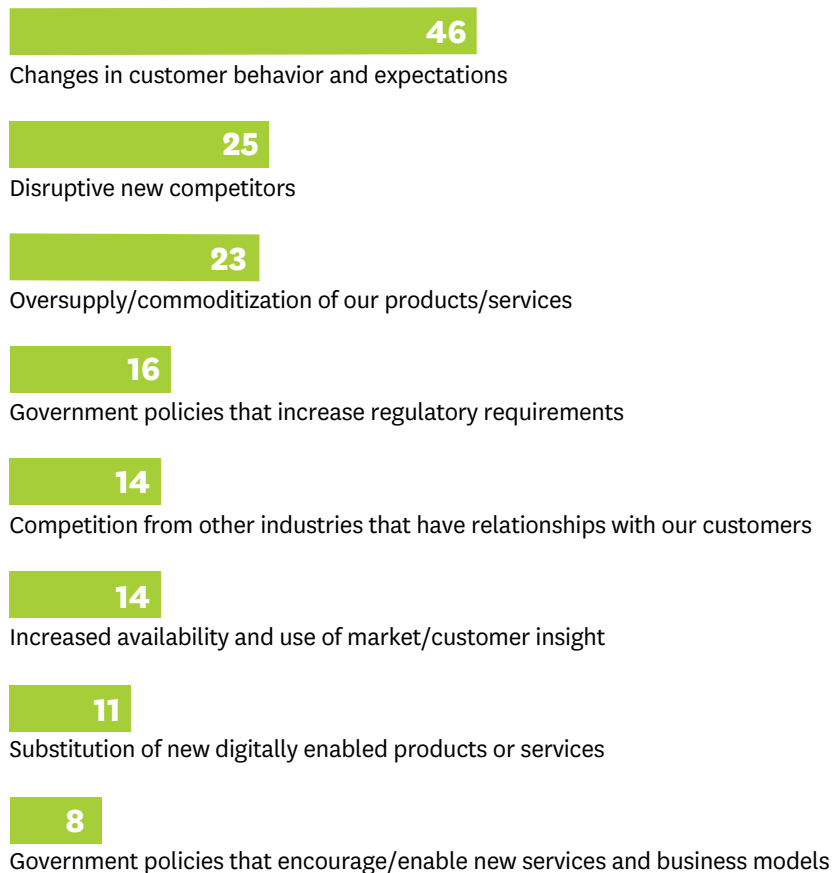 46
Changes in customer behavior and expectations
25
Disruptive new competitors
23
Oversupply/commoditization of our products/services
16
Government policies that increase regulatory requirements
14
Competition from other industries that have relationships with our customers
14
Increased availability and use of market/customer insight
11
Substitution of new digitally enabled products or services
8
Government policies that encourage/enable new services and business models